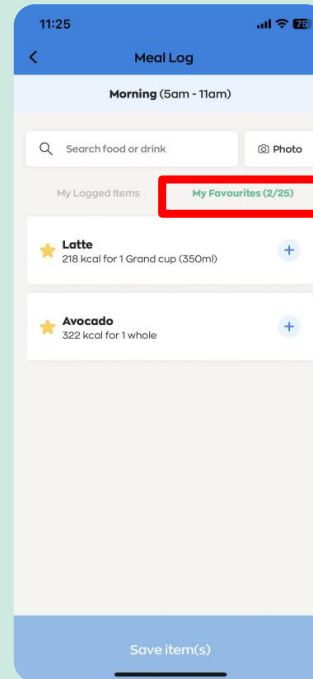 11:25
75
Meal Log
Morning (5am - 11am)
Search food or drink
Photo
My Logged Items
My Favourites (2/25)
Latte
218 kcal for 1 Grand cup (350ml)
Avocado
322 kcal for 1 whole
Save item(s)